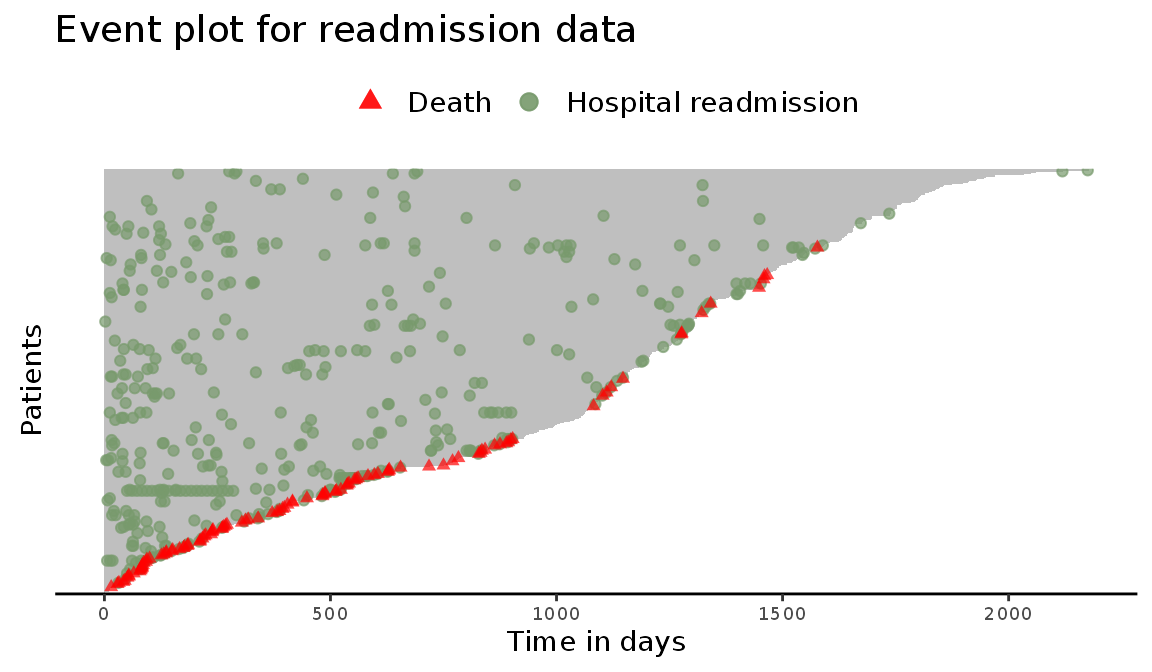 Event plot for readmission data
Death Hospital readmission
Patients
0 500 1000 1500 2000
Time in days